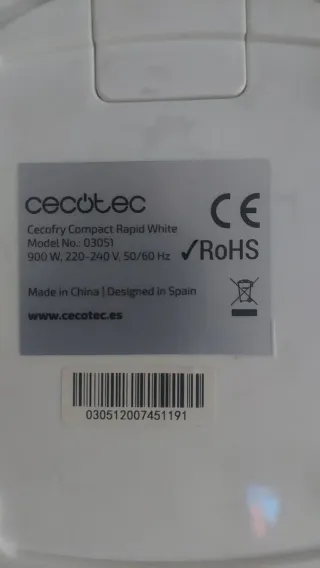 cecotec
CE
Cecofry Compact Rapid White
Model No.: 03051
900 W, 220-240 V, 50/60 Hz
✓RoHS
Made in China | Designed in Spain
www.cecotec.es
030512007451191